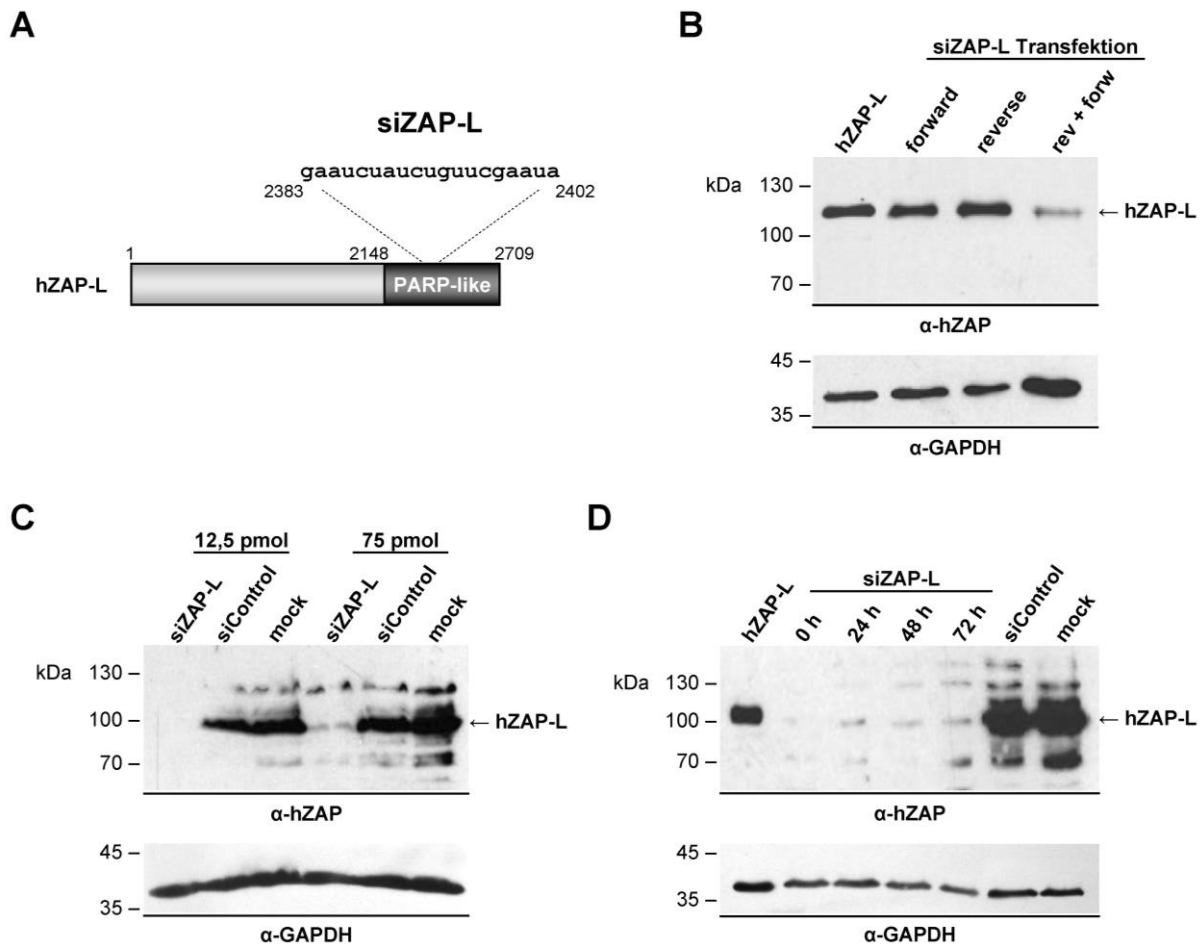 A
siZAP-L
gaaucuaucuguucgaaua
2383 2402
1 2148 2709
hZAP-L PARP-like
B
siZAP-L Transfektion
hZAP-L forward reverse rev + forw
kDa
130 –
100 –
70 –
← hZAP-L
α-hZAP
45 –
35 –
α-GAPDH
C
12,5 pmol 75 pmol
siZAP-L siControl mock siZAP-L siControl mock
kDa
130 –
100 –
70 –
← hZAP-L
α-hZAP
45 –
35 –
α-GAPDH
D
siZAP-L
hZAP-L 0 h 24 h 48 h 72 h siControl mock
kDa
130 –
100 –
70 –
← hZAP-L
α-hZAP
45 –
35 –
α-GAPDH